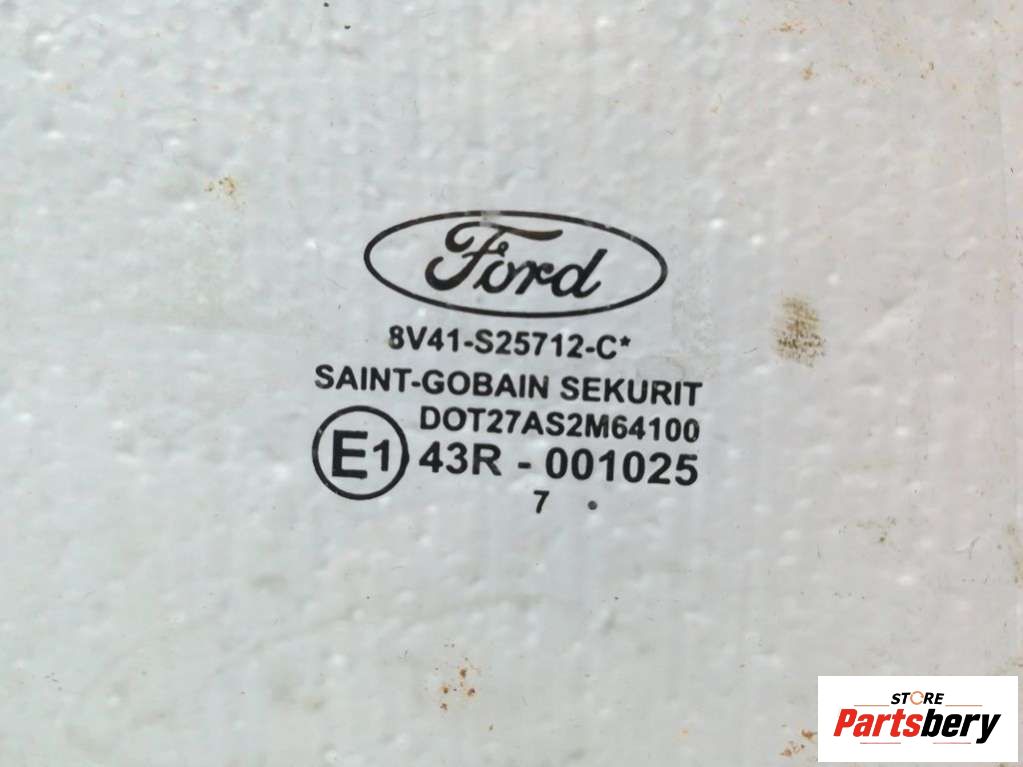 Ford
8V41-S25712-C*
SAINT-GOBAIN SEKURIT
DOT27AS2M64100
E1 43R - 001025
7 .
STORE
Partsbery